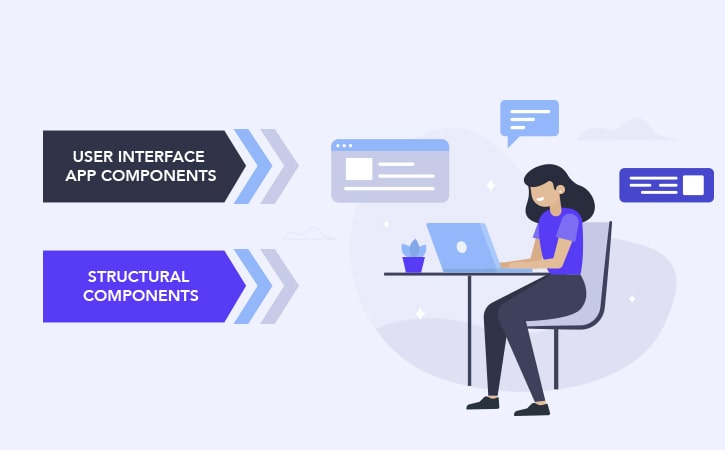 USER INTERFACE
APP COMPONENTS
STRUCTURAL
COMPONENTS